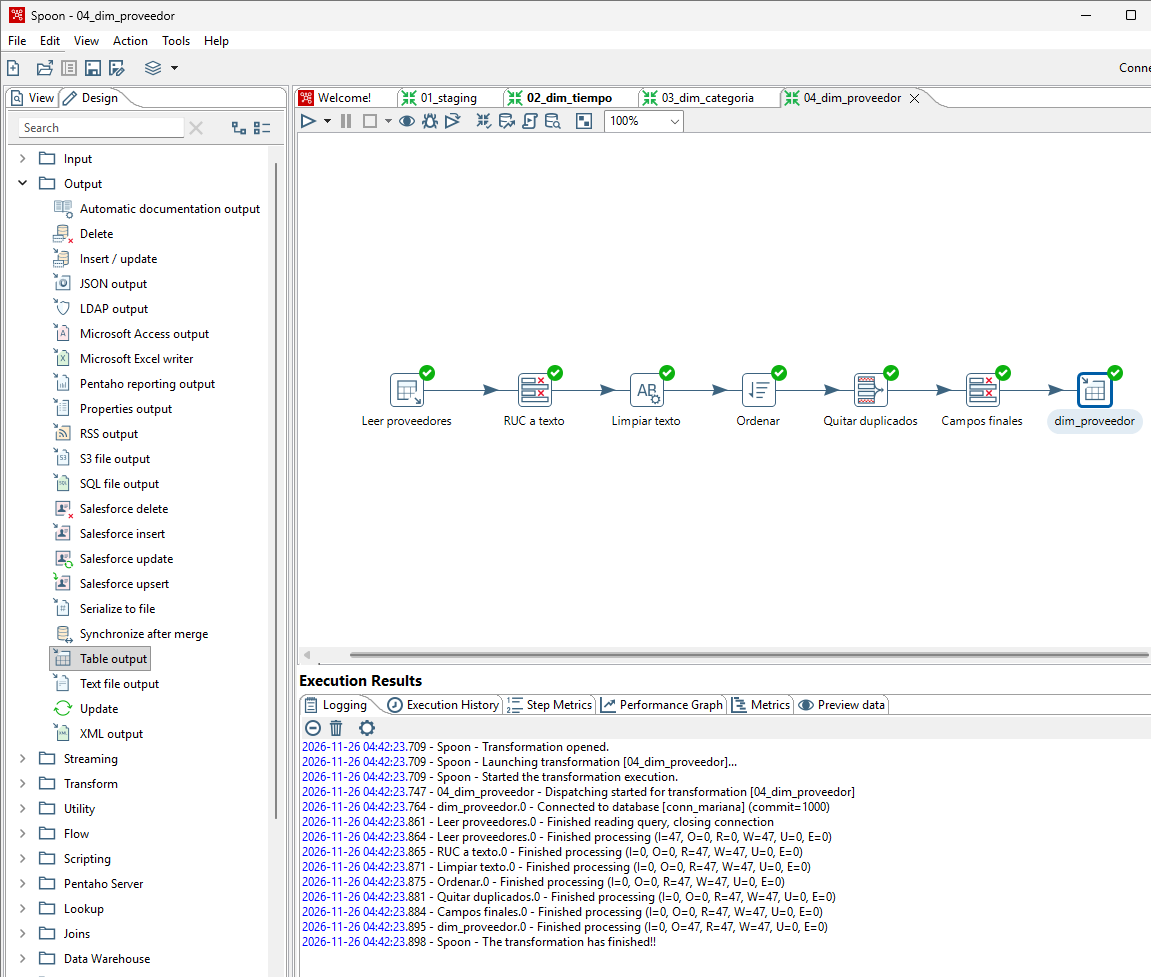 Spoon - 04_dim_proveedor
File Edit View Action Tools Help
Conne
View Design
Search
Input
Output
Automatic documentation output
Delete
Insert / update
JSON output
LDAP output
Microsoft Access output
Microsoft Excel writer
Pentaho reporting output
Properties output
RSS output
S3 file output
SQL file output
Salesforce delete
Salesforce insert
Salesforce update
Salesforce upsert
Serialize to file
Synchronize after merge
Table output
Text file output
Update
XML output
Streaming
Transform
Utility
Flow
Scripting
Pentaho Server
Lookup
Joins
Data Warehouse
Welcome! 01_staging 02_dim_tiempo 03_dim_categoria 04_dim_proveedor
100%
Leer proveedores RUC a texto Limpiar texto Ordenar Quitar duplicados Campos finales dim_proveedor
Execution Results
Logging Execution History Step Metrics Performance Graph Metrics Preview data
2026-11-26 04:42:23.709 - Spoon - Transformation opened.
2026-11-26 04:42:23.709 - Spoon - Launching transformation [04_dim_proveedor]...
2026-11-26 04:42:23.709 - Spoon - Started the transformation execution.
2026-11-26 04:42:23.747 - 04_dim_proveedor - Dispatching started for transformation [04_dim_proveedor]
2026-11-26 04:42:23.764 - dim_proveedor.0 - Connected to database [conn_mariana] (commit=1000)
2026-11-26 04:42:23.861 - Leer proveedores.0 - Finished reading query, closing connection
2026-11-26 04:42:23.864 - Leer proveedores.0 - Finished processing (I=47, O=0, R=0, W=47, U=0, E=0)
2026-11-26 04:42:23.865 - RUC a texto.0 - Finished processing (I=0, O=0, R=47, W=47, U=0, E=0)
2026-11-26 04:42:23.871 - Limpiar texto.0 - Finished processing (I=0, O=0, R=47, W=47, U=0, E=0)
2026-11-26 04:42:23.875 - Ordenar.0 - Finished processing (I=0, O=0, R=47, W=47, U=0, E=0)
2026-11-26 04:42:23.881 - Quitar duplicados.0 - Finished processing (I=0, O=0, R=47, W=47, U=0, E=0)
2026-11-26 04:42:23.884 - Campos finales.0 - Finished processing (I=0, O=0, R=47, W=47, U=0, E=0)
2026-11-26 04:42:23.895 - dim_proveedor.0 - Finished processing (I=0, O=47, R=47, W=47, U=0, E=0)
2026-11-26 04:42:23.898 - Spoon - The transformation has finished!!